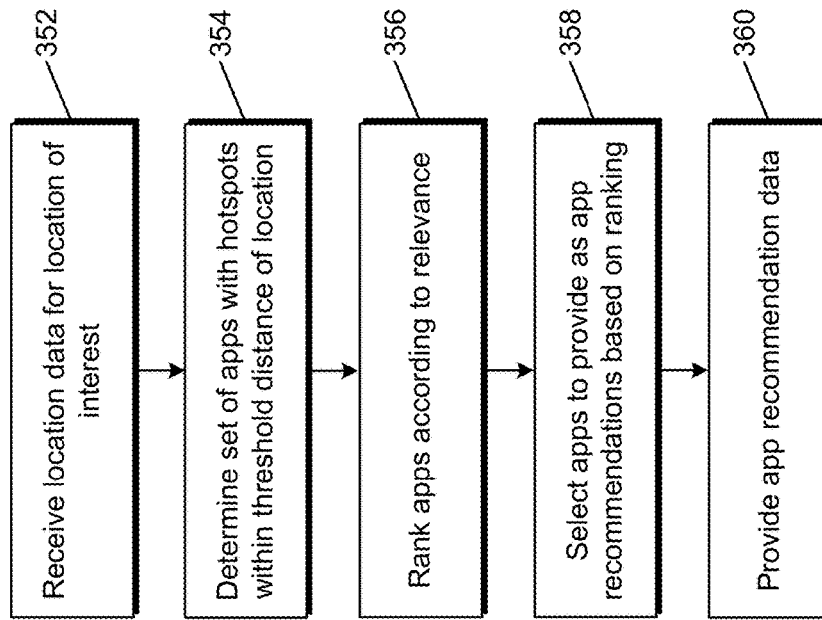 Receive location data for location of
interest
352
Determine set of apps with hotspots
within threshold distance of location
354
Rank apps according to relevance
356
Select apps to provide as app
recommendations based on ranking
358
Provide app recommendation data
360